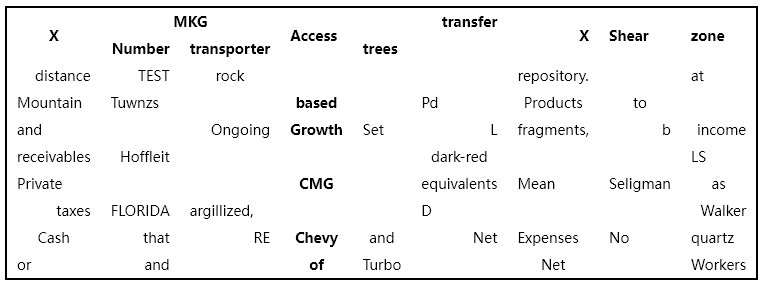 X MKG Access transfer X Shear zone
Number transporter trees
distance TEST rock repository. at
Mountain Tuwnzs based Pd Products to
and Ongoing Growth Set L fragments, b income
receivables Hoffleit dark-red LS
Private CMG equivalents Mean Seligman as
taxes FLORIDA argillized, D Walker
Cash that RE Chevy and Net Expenses No quartz
or and of Turbo Net Workers